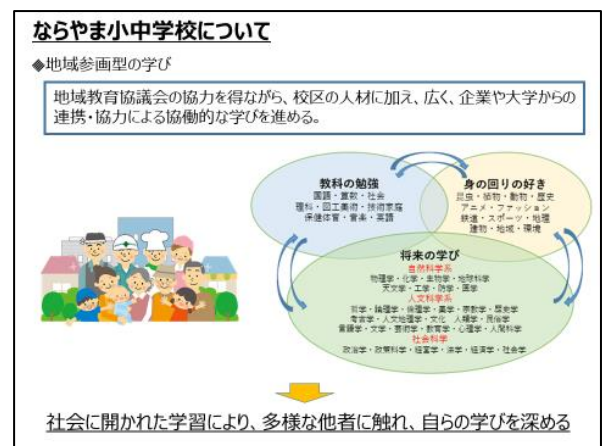 ならやま小中学校について
◆地域参画型の学び
地域教育協議会の協力を得ながら、校区の人材に加え、広く、企業や大学からの
連携・協力による協働的な学びを進める。
教科の勉強
国語・算数・社会
理科・図工美術・技術家庭
保健体育・音楽・英語
身の回りの好き
昆虫・植物・動物・歴史
アニメ・ファッション
鉄道・スポーツ・地理
建物・地域・環境
将来の学び
自然科学系
物理学・化学・生物学・地球科学
天文学・工学・防学・医学
人文科学系
哲学・論理学・倫理学・美学・宗教学・歴史学
考古学・人文地理学・文化 人類学・民俗学
言語学・文学・芸術学・教育学・心理学・人間科学
社会科学
政治学・政策科学・経営学・法学・経済学・社会学
社会に開かれた学習により、多様な他者に触れ、自らの学びを深める